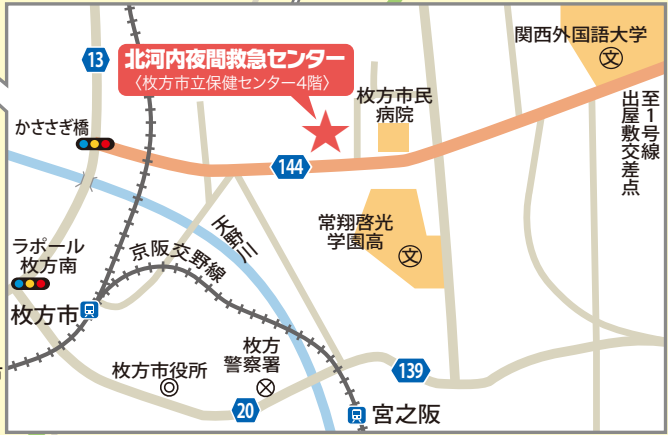 関西外国語大学
13
北河内夜間救急センター
〈枚方市立保健センター4階〉
枚方市民
病院
至1号線
出屋敷交差点
かささぎ橋
144
天野川
常翔啓光
学園高
ラポール
枚方南
京阪交野線
枚方市
枚方市役所
枚方
警察署
139
20
宮之阪